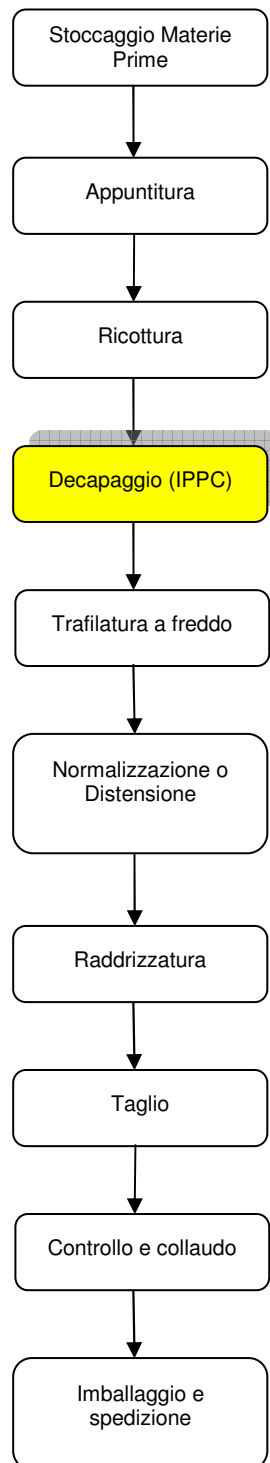 Stoccaggio Materie
Prime
Appuntitura
Ricottura
Decapaggio (IPPC)
Trafilatura a freddo
Normalizzazione o
Distensione
Raddrizzatura
Taglio
Controllo e collaudo
Imballaggio e
spedizione